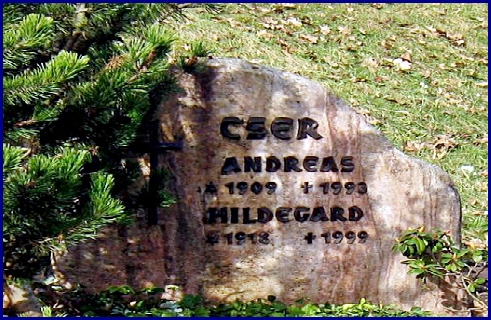 CSER
ANDREAS
* 1909 † 1993
HILDEGARD
* 1918 † 1999